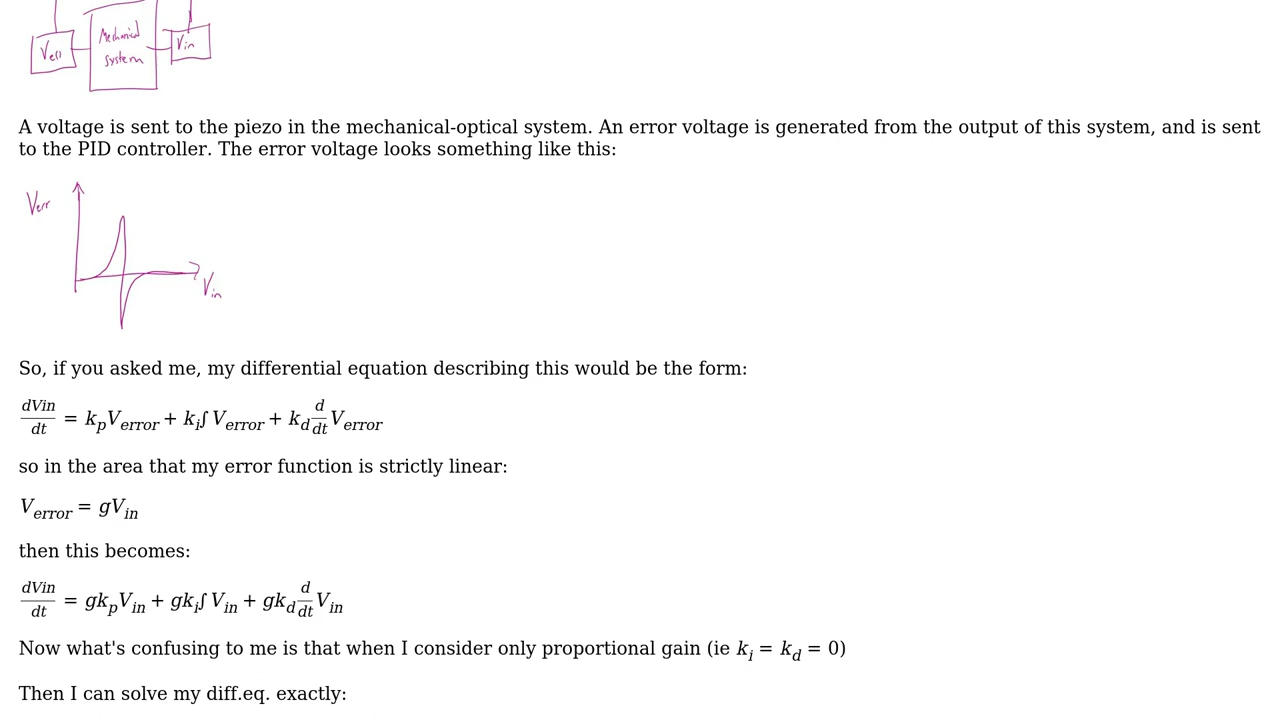 Verr
Mechanical
System
Vin
A voltage is sent to the piezo in the mechanical-optical system. An error voltage is generated from the output of this system, and is sent
to the PID controller. The error voltage looks something like this:
Verr
Vin
So, if you asked me, my differential equation describing this would be the form:
dVin/dt = k_p V_error + k_i ∫ V_error + k_d d/dt V_error
so in the area that my error function is strictly linear:
V_error = gV_in
then this becomes:
dVin/dt = gk_p V_in + gk_i ∫ V_in + gk_d d/dt V_in
Now what's confusing to me is that when I consider only proportional gain (ie k_i = k_d = 0)
Then I can solve my diff.eq. exactly: